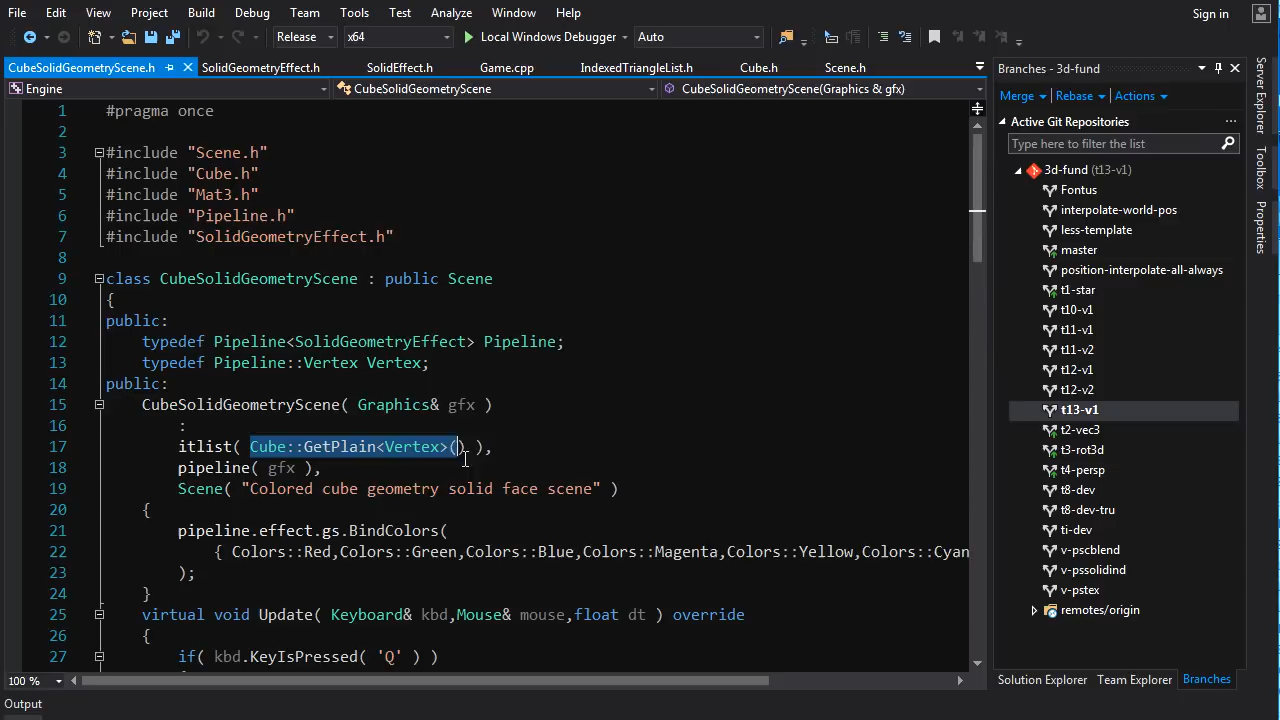 File Edit View Project Build Debug Team Tools Test Analyze Window Help Sign in
Release x64 Local Windows Debugger Auto
CubeSolidGeometryScene.h SolidGeometryEffect.h SolidEffect.h Game.cpp IndexedTriangleList.h Cube.h Scene.h
Engine CubeSolidGeometryScene CubeSolidGeometryScene(Graphics & gfx)
1 #pragma once
2
3 #include "Scene.h"
4 #include "Cube.h"
5 #include "Mat3.h"
6 #include "Pipeline.h"
7 #include "SolidGeometryEffect.h"
8
9 class CubeSolidGeometryScene : public Scene
10 {
11 public:
12 typedef Pipeline<SolidGeometryEffect> Pipeline;
13 typedef Pipeline::Vertex Vertex;
14 public:
15 CubeSolidGeometryScene( Graphics& gfx )
16 :
17 itlist( Cube::GetPlain<Vertex>() ),
18 pipeline( gfx ),
19 Scene( "Colored cube geometry solid face scene" )
20 {
21 pipeline.effect.gs.BindColors(
22 { Colors::Red,Colors::Green,Colors::Blue,Colors::Magenta,Colors::Yellow,Colors::Cyan
23 );
24 }
25 virtual void Update( Keyboard& kbd,Mouse& mouse,float dt ) override
26 {
27 if( kbd.KeyIsPressed( 'Q' ) )
100 %
Output
Branches - 3d-fund
Merge Rebase Actions
Active Git Repositories
Type here to filter the list
3d-fund (t13-v1)
Fontus
interpolate-world-pos
less-template
master
position-interpolate-all-always
t1-star
t10-v1
t11-v1
t11-v2
t12-v1
t12-v2
t13-v1
t2-vec3
t3-rot3d
t4-persp
t8-dev
t8-dev-tru
ti-dev
v-pscblend
v-pssolidind
v-pstex
remotes/origin
Solution Explorer Team Explorer Branches
Server Explorer
Toolbox
Properties